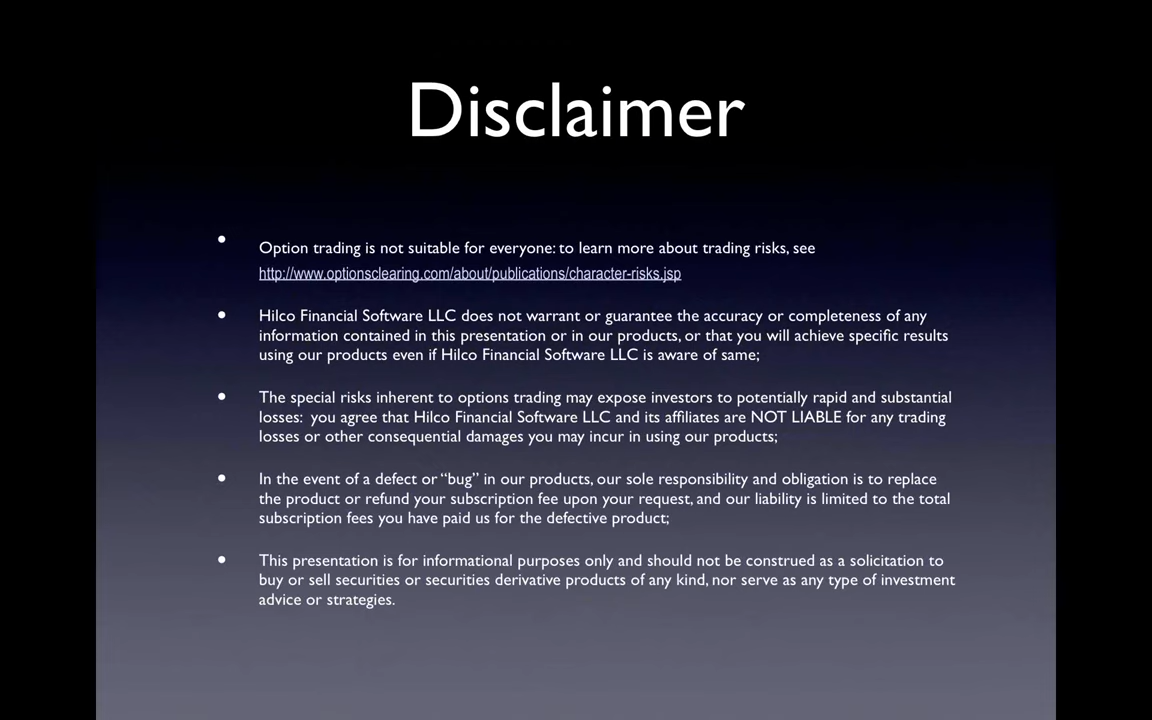 Disclaimer
• Option trading is not suitable for everyone: to learn more about trading risks, see
http://www.optionsclearing.com/about/publications/character-risks.jsp
• Hilco Financial Software LLC does not warrant or guarantee the accuracy or completeness of any
information contained in this presentation or in our products, or that you will achieve specific results
using our products even if Hilco Financial Software LLC is aware of same;
• The special risks inherent to options trading may expose investors to potentially rapid and substantial
losses:  you agree that Hilco Financial Software LLC and its affiliates are NOT LIABLE for any trading
losses or other consequential damages you may incur in using our products;
• In the event of a defect or “bug” in our products, our sole responsibility and obligation is to replace
the product or refund your subscription fee upon your request, and our liability is limited to the total
subscription fees you have paid us for the defective product;
• This presentation is for informational purposes only and should not be construed as a solicitation to
buy or sell securities or securities derivative products of any kind, nor serve as any type of investment
advice or strategies.